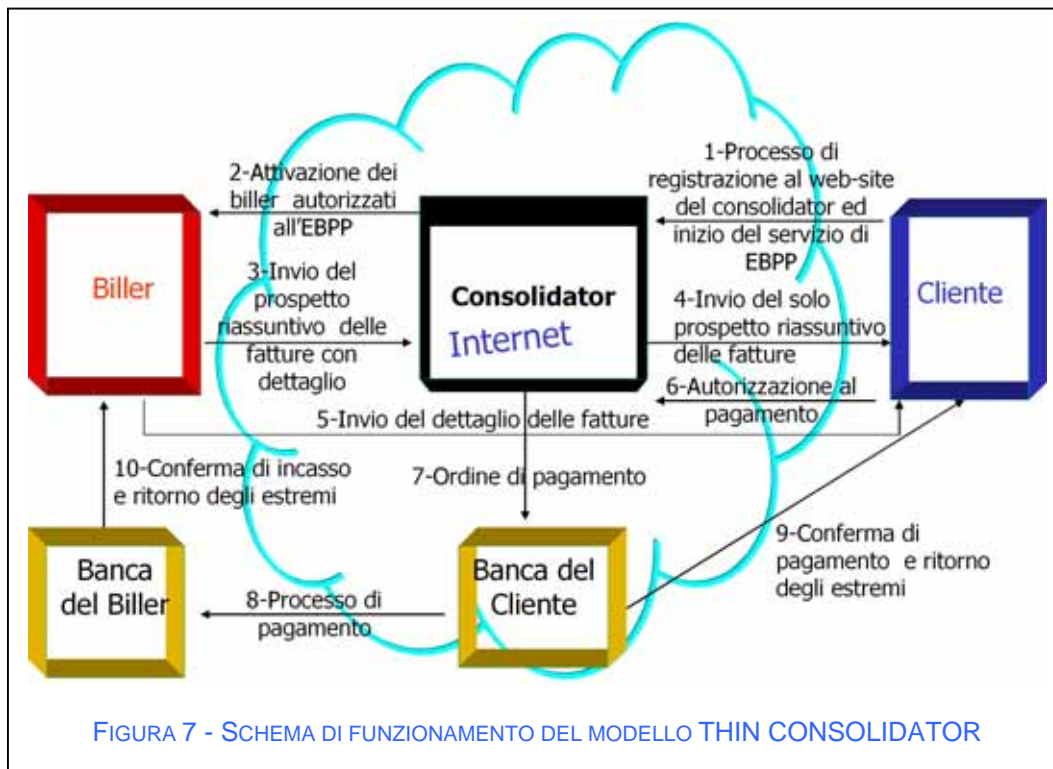 1-Processo di
registrazione al web-site
del consolidator ed
inizio del servizio di
EBPP
2-Attivazione dei
biller autorizzati
all'EBPP
Biller
3-Invio del
prospetto
riassuntivo delle
fatture con
dettaglio
Consolidator
Internet
4-Invio del solo
prospetto riassuntivo
delle fatture
Cliente
6-Autorizzazione al
pagamento
5-Invio del dettaglio delle fatture
10-Conferma di incasso
e ritorno degli estremi
7-Ordine di pagamento
9-Conferma di
pagamento e ritorno
degli estremi
Banca
del Biller
8-Processo di
pagamento
Banca del
Cliente
FIGURA 7 - SCHEMA DI FUNZIONAMENTO DEL MODELLO THIN CONSOLIDATOR